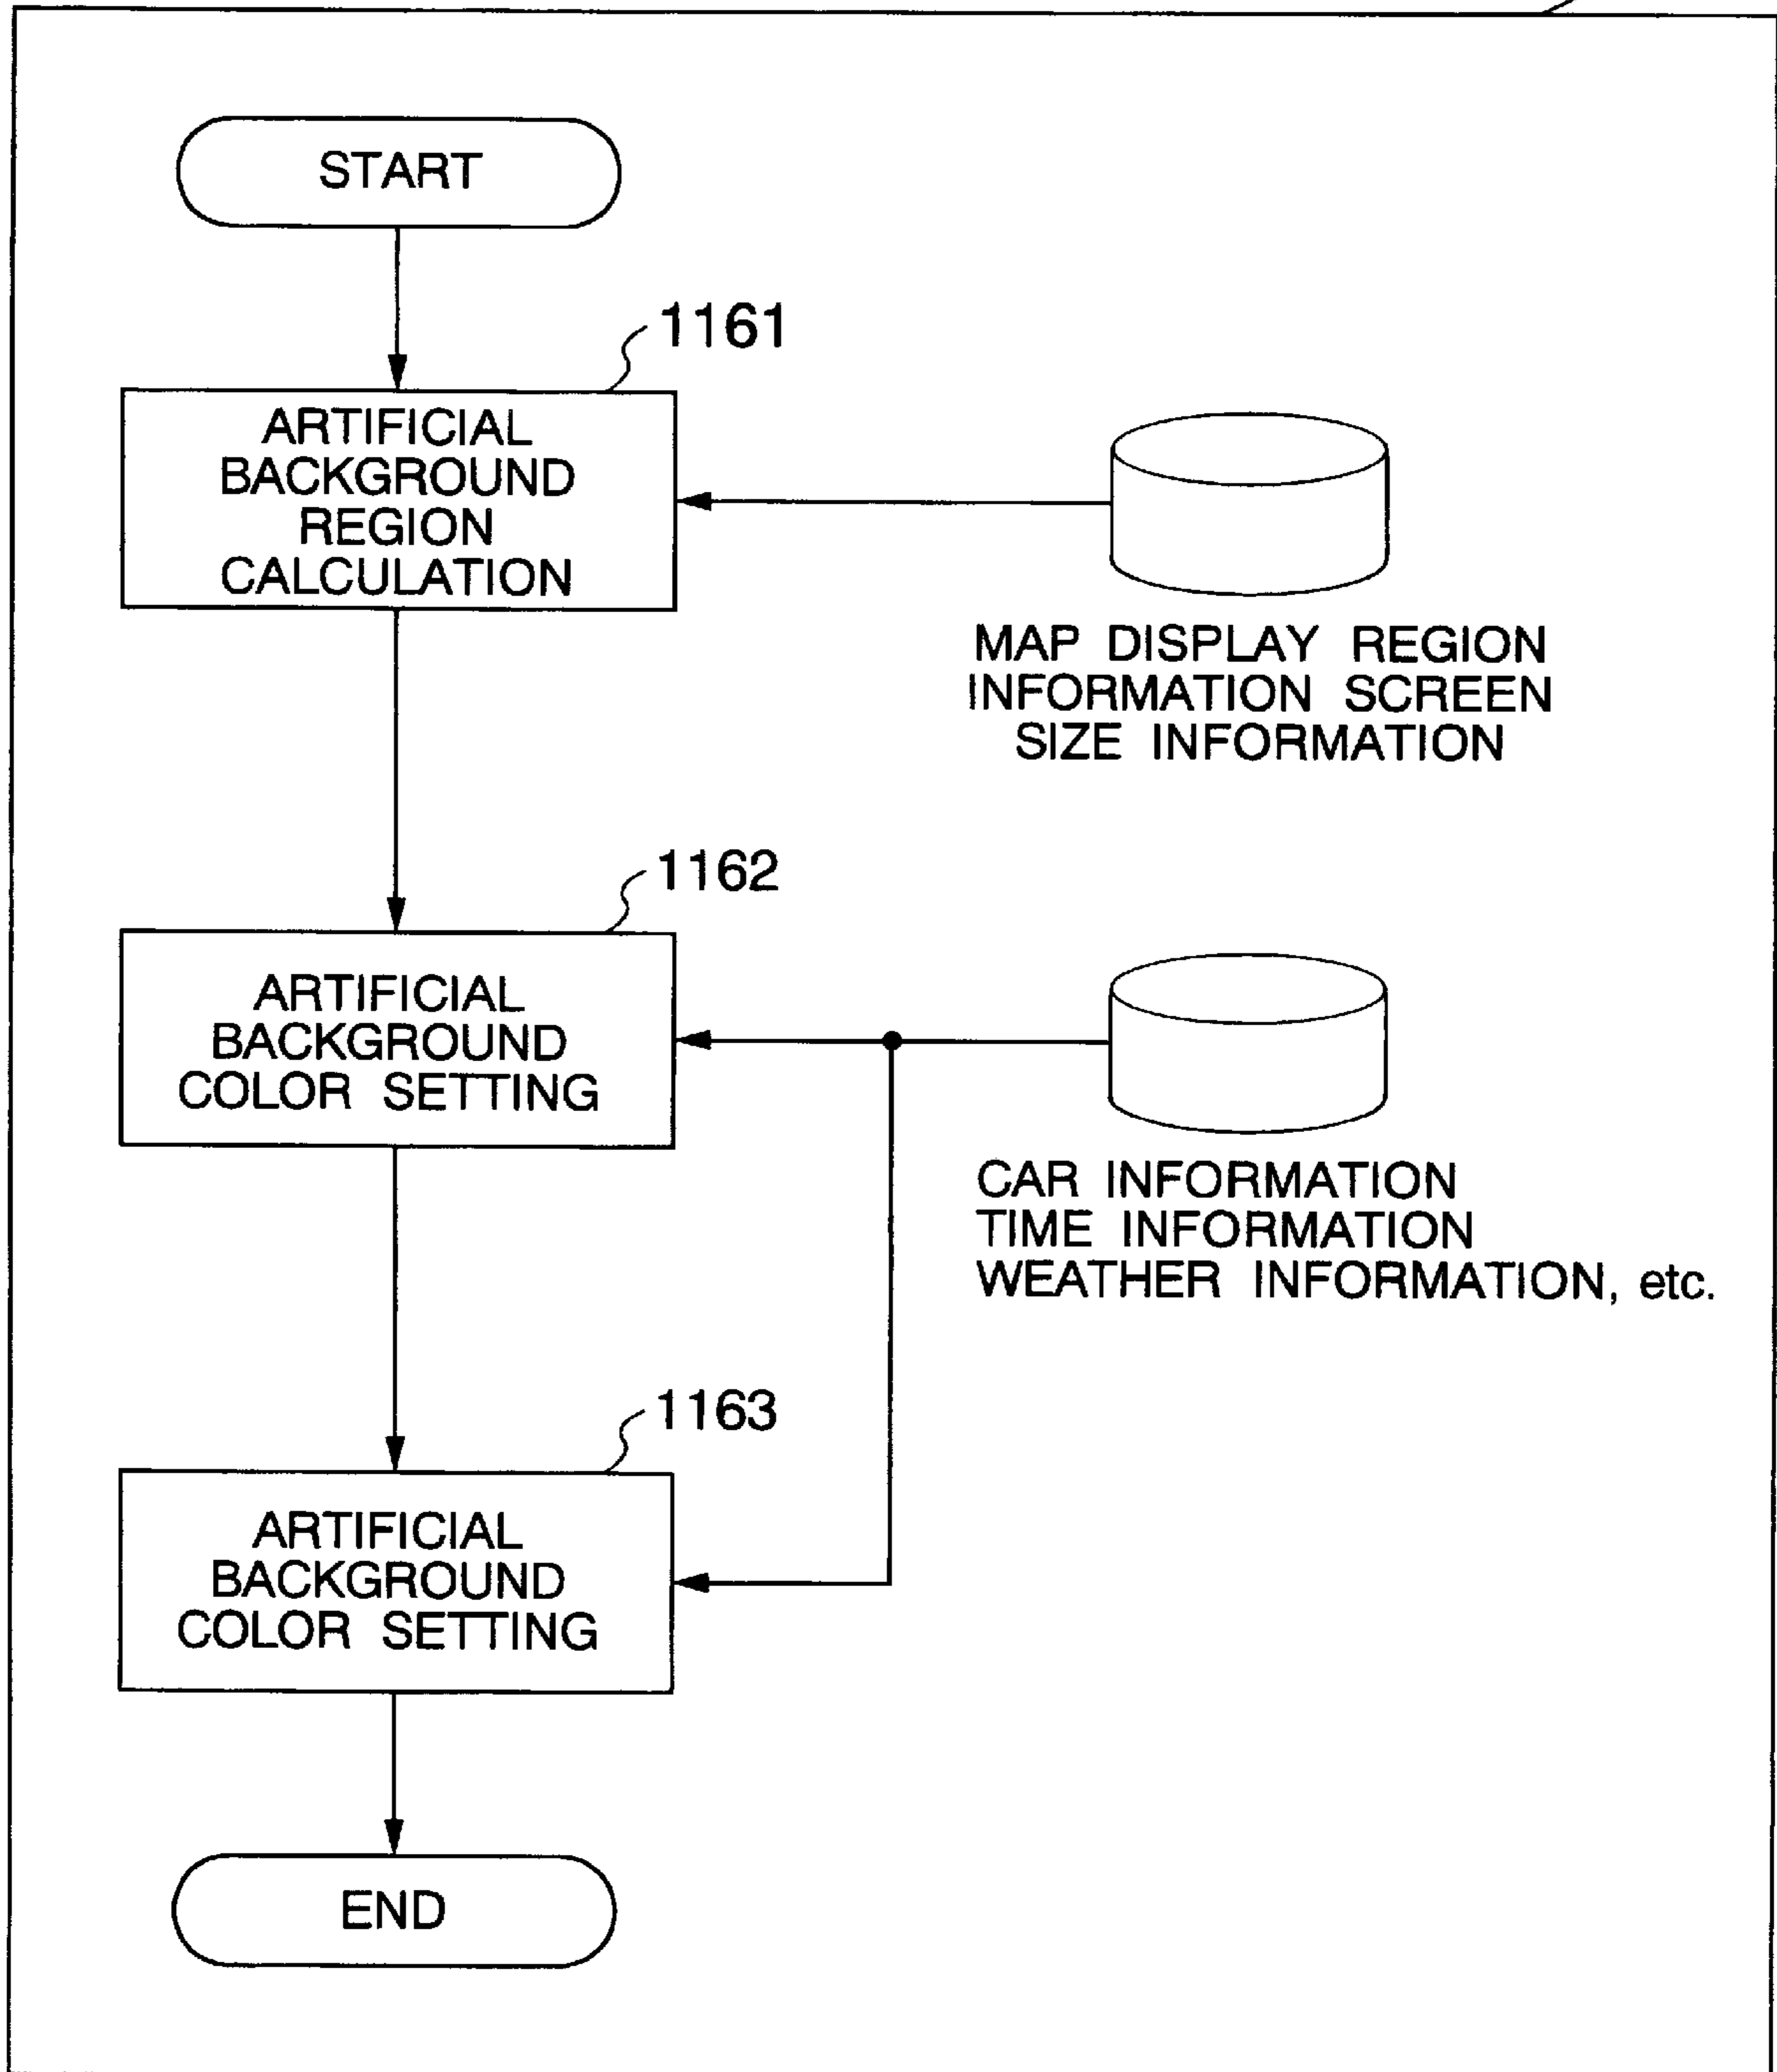 START
1161
ARTIFICIAL
BACKGROUND
REGION
CALCULATION
MAP DISPLAY REGION
INFORMATION SCREEN
SIZE INFORMATION
1162
ARTIFICIAL
BACKGROUND
COLOR SETTING
CAR INFORMATION
TIME INFORMATION
WEATHER INFORMATION, etc.
1163
ARTIFICIAL
BACKGROUND
COLOR SETTING
END